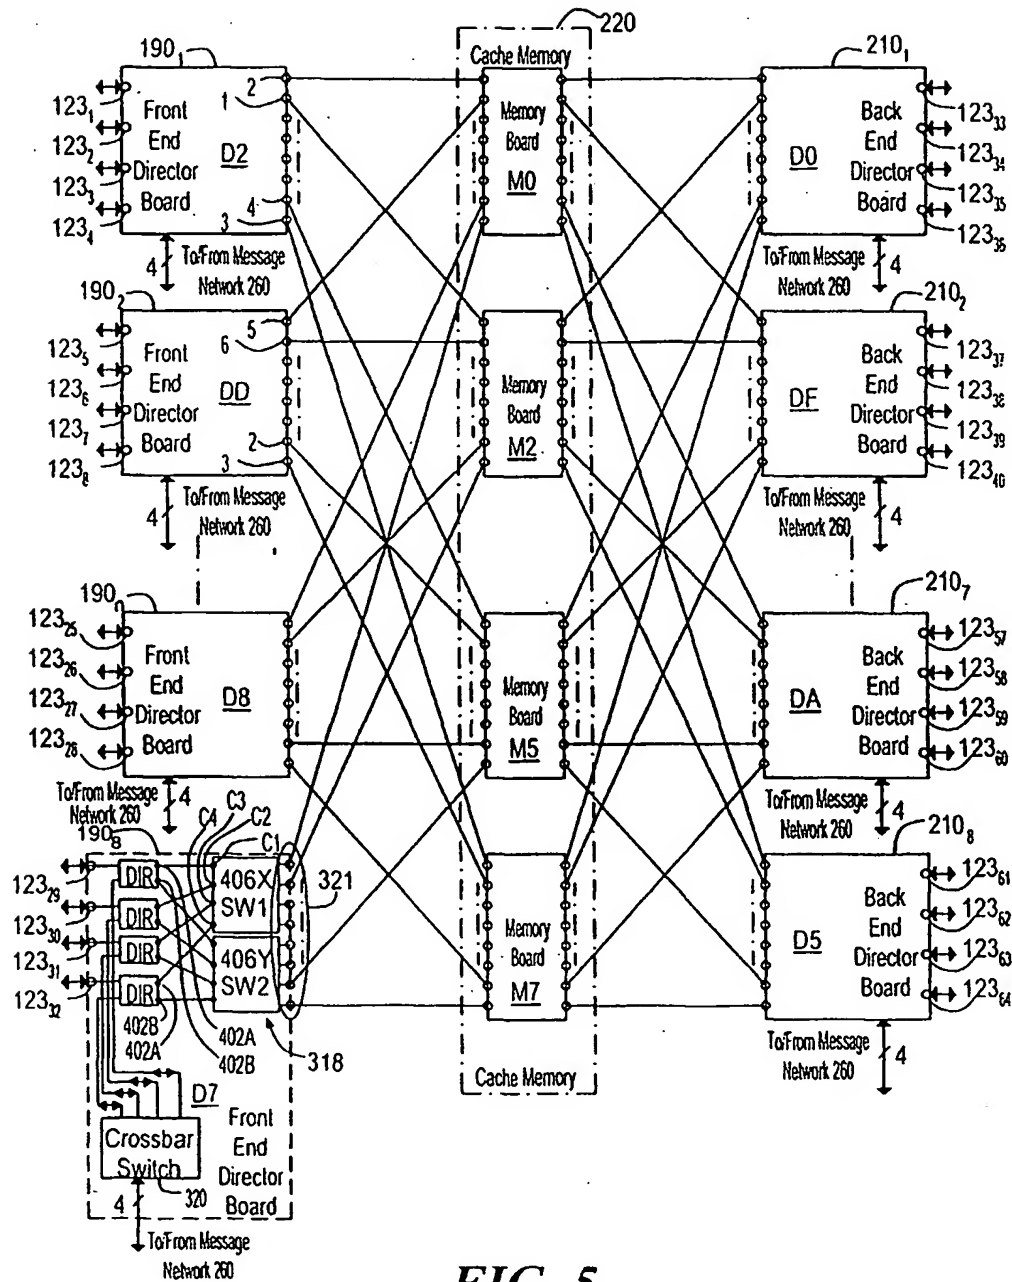 220
190₁
Cache Memory
210₁
123₁
123₂
123₃
123₄
Front
End
Director
Board
D2
2
1
4
3
Memory
Board
M0
D0
Back
End
Director
Board
123₃₃
123₃₄
123₃₅
123₃₆
4
To/From Message
Network 260
To/From Message
Network 260
4
190₂
210₂
123₅
123₆
123₇
123₈
Front
End
Director
Board
DD
5
6
2
3
Memory
Board
M2
DF
Back
End
Director
Board
123₃₇
123₃₈
123₃₉
123₄₀
4
To/From Message
Network 260
To/From Message
Network 260
4
190₇
210₇
123₂₅
123₂₆
123₂₇
123₂₈
Front
End
Director
Board
D8
Memory
Board
M5
DA
Back
End
Director
Board
123₅₇
123₅₈
123₅₉
123₆₀
To/From Message
Network 260
4
To/From Message
Network 260
4
190₈
C4
C3
C2
C1
210₈
123₂₉
123₃₀
123₃₁
123₃₂
DIR
DIR
DIR
DIR
406X
SW1
406Y
SW2
321
402B
402A
402A
402B
318
Memory
Board
M7
D5
Back
End
Director
Board
123₆₁
123₆₂
123₆₃
123₆₄
To/From Message
Network 260
4
Cache Memory
D7
Front
End
Director
Board
Crossbar
Switch
320
4
To/From Message
Network 260
FIG. 5